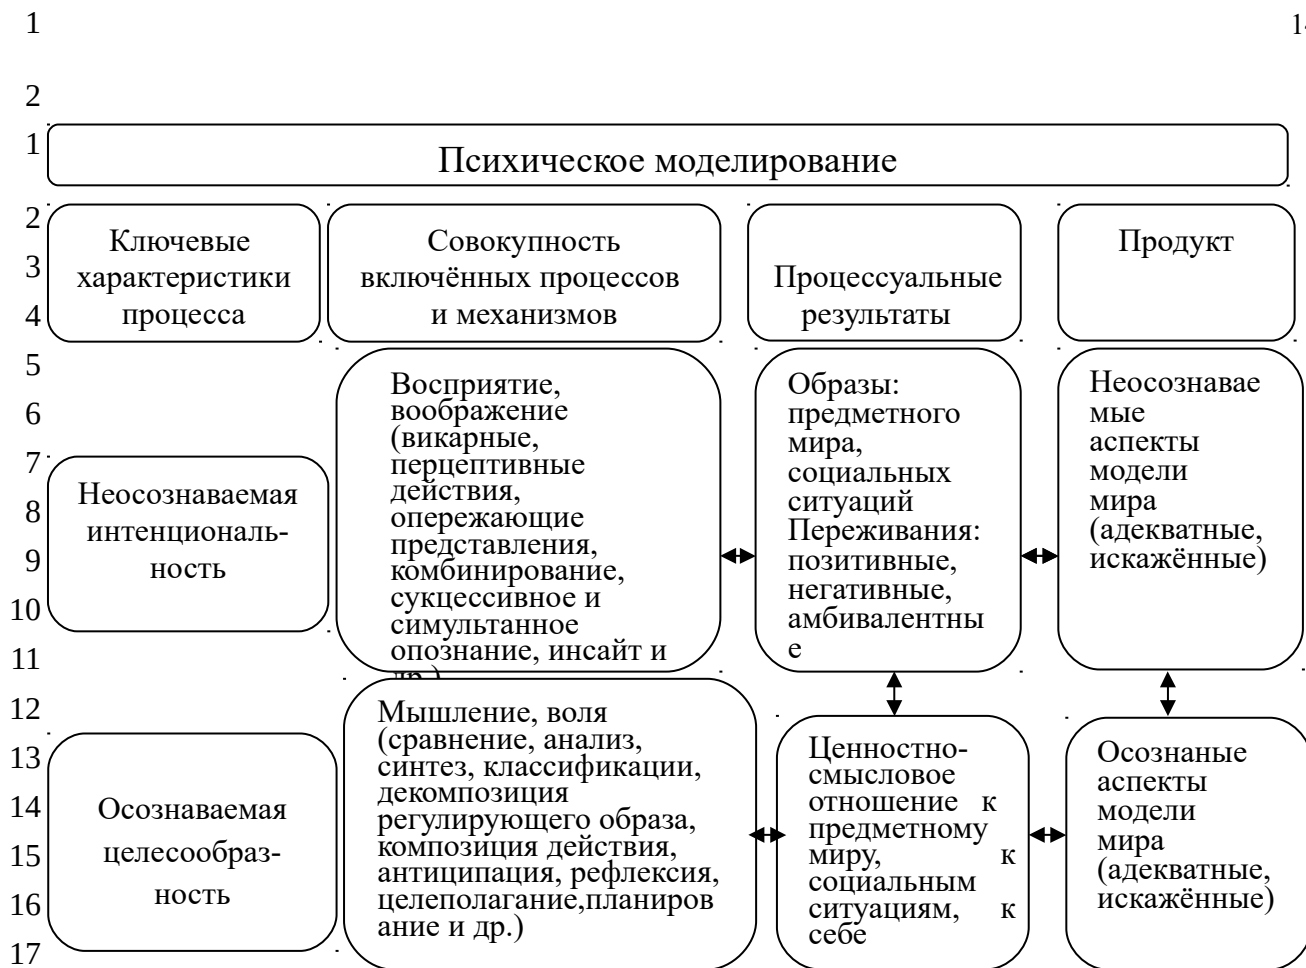 1
14
2
1
Психическое моделирование
2
3
4
Ключевые
характеристики
процесса
Совокупность
включённых процессов
и механизмов
Процессуальные
результаты
Продукт
5
6
7
8
9
10
11
Неосознаваемая
интенциональ-
ность
Восприятие,
воображение
(викарные,
перцептивные
действия,
опережающие
представления,
комбинирование,
сукцессивное и
симультанное
опознание, инсайт и
др.)
Образы:
предметного
мира,
социальных
ситуаций
Переживания:
позитивные,
негативные,
амбивалентны
е
Неосознавае
мые
аспекты
модели
мира
(адекватные,
искажённые)
12
13
14
15
16
17
Осознаваемая
целесообраз-
ность
Мышление, воля
(сравнение, анализ,
синтез, классификации,
декомпозиция
регулирующего образа,
композиция действия,
антиципация, рефлексия,
целеполагание,планиров
ание и др.)
Ценностно-
смысловое
отношение к
предметному
миру, к
социальным
ситуациям, к
себе
Осознаные
аспекты
модели
мира
(адекватные,
искажённые)